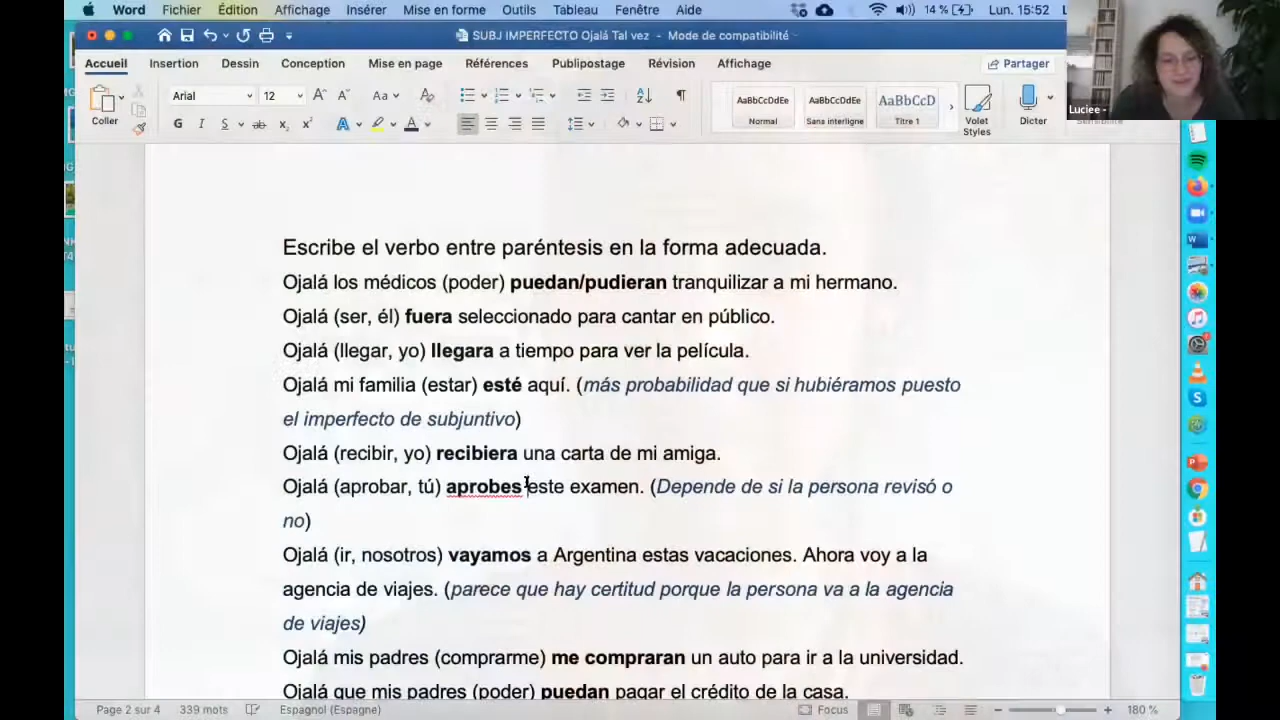 Word Fichier Édition Affichage Insérer Mise en forme Outils Tableau Fenêtre Aide 14 % Lun. 15:52
SUBJ IMPERFECTO Ojalá Tal vez - Mode de compatibilité
Accueil Insertion Dessin Conception Mise en page Références Publipostage Révision Affichage Partager
Luciee -
Coller Arial 12 AaBbCcDdEe AaBbCcDdEe AaBbCcD
Normal Sans interligne Titre 1 Volet Styles Dicter
Escribe el verbo entre paréntesis en la forma adecuada.
Ojalá los médicos (poder) puedan/pudieran tranquilizar a mi hermano.
Ojalá (ser, él) fuera seleccionado para cantar en público.
Ojalá (llegar, yo) llegara a tiempo para ver la película.
Ojalá mi familia (estar) esté aquí. (más probabilidad que si hubiéramos puesto
el imperfecto de subjuntivo)
Ojalá (recibir, yo) recibiera una carta de mi amiga.
Ojalá (aprobar, tú) aprobes este examen. (Depende de si la persona revisó o
no)
Ojalá (ir, nosotros) vayamos a Argentina estas vacaciones. Ahora voy a la
agencia de viajes. (parece que hay certitud porque la persona va a la agencia
de viajes)
Ojalá mis padres (comprarme) me compraran un auto para ir a la universidad.
Ojalá que mis padres (poder) puedan pagar el crédito de la casa.
Page 2 sur 4 339 mots Espagnol (Espagne) Focus 180 %